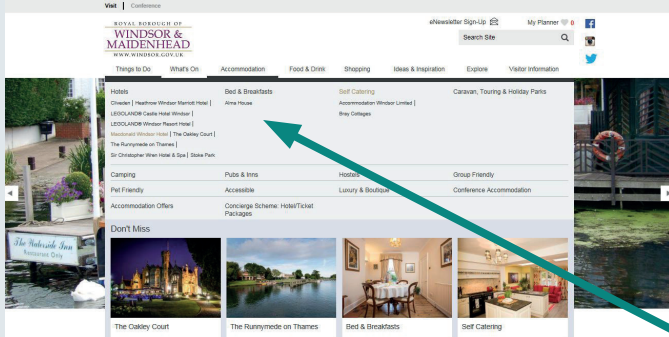 Visit | Conference
ROYAL BOROUGH OF
WINDSOR &
MAIDENHEAD
WWW.WINDSOR.GOV.UK
eNewsletter Sign-Up My Planner 0
Search Site
Things to Do What's On Accommodation Food & Drink Shopping Ideas & Inspiration Explore Visitor Information
Hotels
Cliveden | Heathrow Windsor Marriott Hotel |
LEGOLAND® Castle Hotel Windsor |
LEGOLAND® Windsor Resort Hotel |
Macdonald Windsor Hotel | The Oakley Court |
The Runnymede on Thames |
Sir Christopher Wren Hotel & Spa | Stoke Park
Bed & Breakfasts
Alma House
Self Catering
Accommodation Windsor Limited |
Bray Cottages
Caravan, Touring & Holiday Parks
Camping Pubs & Inns Hostels Group Friendly
Pet Friendly Accessible Luxury & Boutique Conference Accommodation
Accommodation Offers Concierge Scheme: Hotel/Ticket
Packages
Don't Miss
The Waterside Inn
Restaurant Only
The Oakley Court The Runnymede on Thames Bed & Breakfasts Self Catering